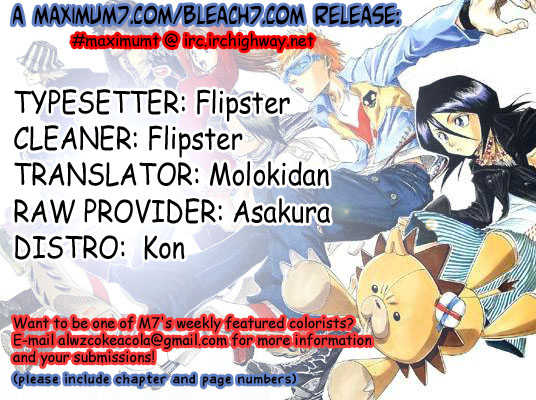 A MAXIMUM7.COM/BLEACH7.COM RELEASE:
#maximum7 @ irc.irchighway.net
TYPESETTER: Flipster
CLEANER: Flipster
TRANSLATOR: Molokidan
RAW PROVIDER: Asakura
DISTRO: Kon
Want to be one of M7's weekly featured colorists?
E-mail alwzcokeacola@gmail.com for more information
and your submissions!
(please include chapter and page numbers)